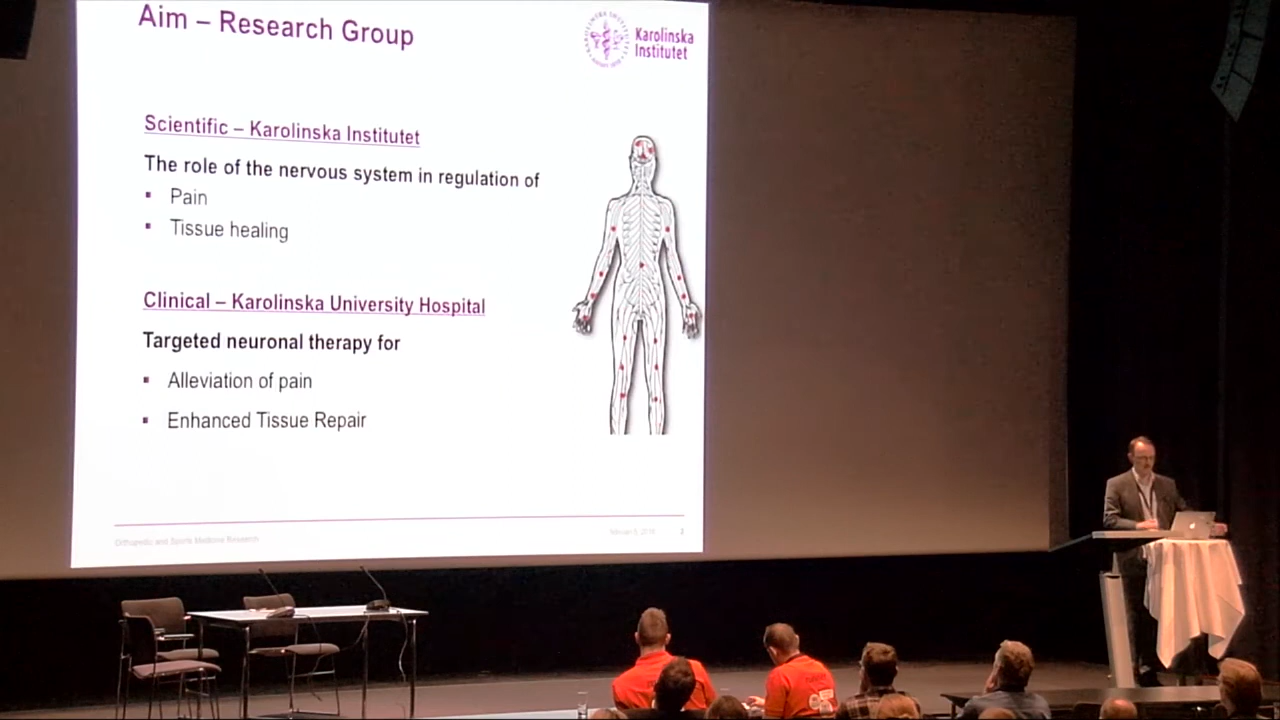 Aim – Research Group
Karolinska
Institutet
Scientific – Karolinska Institutet
The role of the nervous system in regulation of
Pain
Tissue healing
Clinical – Karolinska University Hospital
Targeted neuronal therapy for
Alleviation of pain
Enhanced Tissue Repair
Orthopedic and Sports Medicine Research